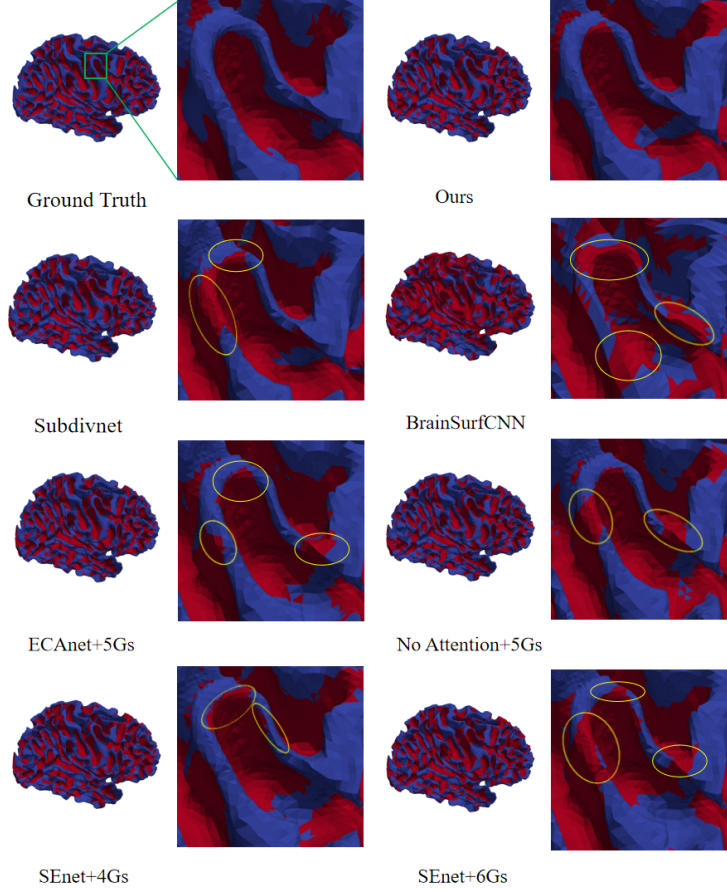 Ground Truth
Ours
Subdivnet
BrainSurfCNN
ECAnet+5Gs
No Attention+5Gs
SEnet+4Gs
SEnet+6Gs